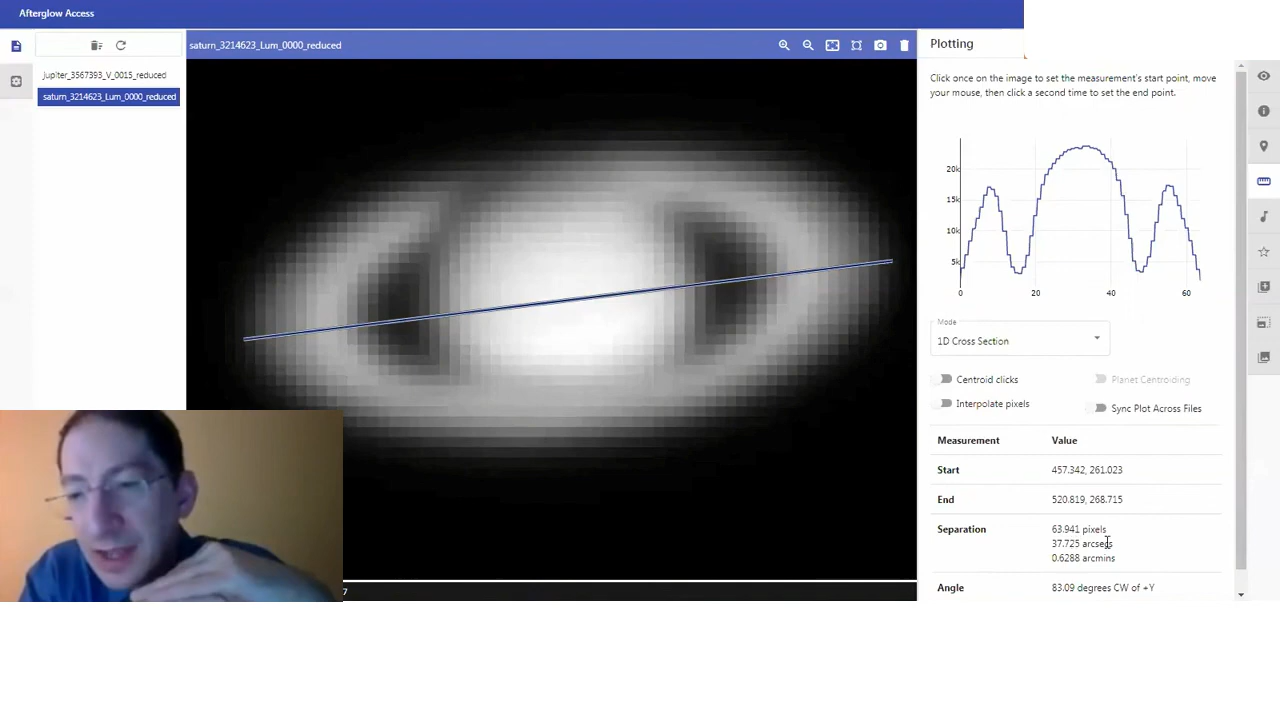 Afterglow Access
jupiter_3567393_V_0015_reduced
saturn_3214623_Lum_0000_reduced
saturn_3214623_Lum_0000_reduced
Plotting
Click once on the image to set the measurement's start point, move
your mouse, then click a second time to set the end point.
20k
15k
10k
5k
0
20
40
60
Mode
1D Cross Section
Centroid clicks
Planet Centroiding
Interpolate pixels
Sync Plot Across Files
Measurement Value
Start 457.342, 261.023
End 520.819, 268.715
Separation 63.941 pixels
37.725 arcsecs
0.6288 arcmins
Angle 83.09 degrees CW of +Y
7